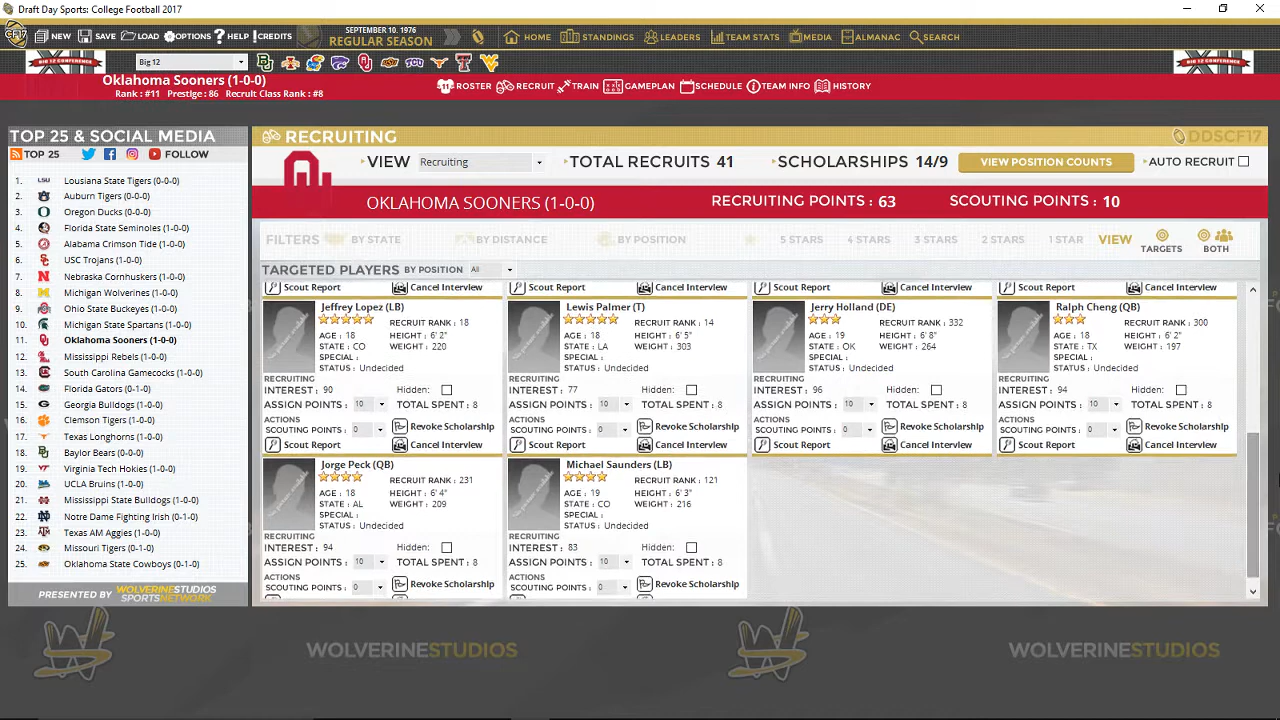 Draft Day Sports: College Football 2017
NEW SAVE LOAD OPTIONS HELP CREDITS
SEPTEMBER 10, 1976
REGULAR SEASON
HOME STANDINGS LEADERS TEAM STATS MEDIA ALMANAC SEARCH
BIG 12 CONFERENCE
Big 12
BIG 12 CONFERENCE
Oklahoma Sooners (1-0-0)
Rank : #11 Prestige : 86 Recruit Class Rank : #8
ROSTER RECRUIT TRAIN GAMEPLAN SCHEDULE TEAM INFO HISTORY
TOP 25 & SOCIAL MEDIA
TOP 25 FOLLOW
1. Lousiana State Tigers (0-0-1)
2. Auburn Tigers (0-0-0)
3. Oregon Ducks (0-0-0)
4. Florida State Seminoles (1-0-0)
5. Alabama Crimson Tide (1-0-0)
6. USC Trojans (1-0-0)
7. Nebraska Cornhuskers (1-0-0)
8. Michigan Wolverines (1-0-0)
9. Ohio State Buckeyes (1-0-0)
10. Michigan State Spartans (1-0-0)
11. Oklahoma Sooners (1-0-0)
12. Mississippi Rebels (1-0-0)
13. South Carolina Gamecocks (1-0-0)
14. Florida Gators (0-1-0)
15. Georgia Bulldogs (1-0-0)
16. Clemson Tigers (1-0-0)
17. Texas Longhorns (1-0-0)
18. Baylor Bears (0-0-0)
19. Virginia Tech Hokies (1-0-0)
20. UCLA Bruins (1-0-0)
21. Mississippi State Bulldogs (1-0-0)
22. Notre Dame Fighting Irish (0-1-0)
23. Texas AM Aggies (1-0-0)
24. Missouri Tigers (0-1-0)
25. Oklahoma State Cowboys (0-1-0)
PRESENTED BY WOLVERINESTUDIOS
SPORTSNETWORK
RECRUITING DDSCF17
VIEW Recruiting TOTAL RECRUITS 41 SCHOLARSHIPS 14/9 VIEW POSITION COUNTS AUTO RECRUIT
OKLAHOMA SOONERS (1-0-0) RECRUITING POINTS : 63 SCOUTING POINTS : 10
FILTERS BY STATE BY DISTANCE BY POSITION 5 STARS 4 STARS 3 STARS 2 STARS 1 STAR VIEW TARGETS BOTH
TARGETED PLAYERS BY POSITION All
Scout Report Cancel Interview Scout Report Cancel Interview Scout Report Cancel Interview Scout Report Cancel Interview
Jeffrey Lopez (LB)
RECRUIT RANK : 18
AGE : 18 HEIGHT : 6' 2"
STATE : CO WEIGHT : 220
SPECIAL :
STATUS : Undecided
RECRUITING
INTEREST : 90 Hidden:
ASSIGN POINTS : 10 TOTAL SPENT : 8
ACTIONS
SCOUTING POINTS : 0 Revoke Scholarship
Scout Report Cancel Interview
Lewis Palmer (T)
RECRUIT RANK : 14
AGE : 18 HEIGHT : 6' 5"
STATE : LA WEIGHT : 303
SPECIAL :
STATUS : Undecided
RECRUITING
INTEREST : 77 Hidden:
ASSIGN POINTS : 10 TOTAL SPENT : 8
ACTIONS
SCOUTING POINTS : 0 Revoke Scholarship
Scout Report Cancel Interview
Jerry Holland (DE)
RECRUIT RANK : 332
AGE : 19 HEIGHT : 6' 8"
STATE : OK WEIGHT : 264
SPECIAL :
STATUS : Undecided
RECRUITING
INTEREST : 96 Hidden:
ASSIGN POINTS : 10 TOTAL SPENT : 8
ACTIONS
SCOUTING POINTS : 0 Revoke Scholarship
Scout Report Cancel Interview
Ralph Cheng (QB)
RECRUIT RANK : 300
AGE : 18 HEIGHT : 6' 2"
STATE : TX WEIGHT : 197
SPECIAL :
STATUS : Undecided
RECRUITING
INTEREST : 94 Hidden:
ASSIGN POINTS : 10 TOTAL SPENT : 8
ACTIONS
SCOUTING POINTS : 0 Revoke Scholarship
Scout Report Cancel Interview
Jorge Peck (QB)
RECRUIT RANK : 231
AGE : 18 HEIGHT : 6' 4"
STATE : AL WEIGHT : 209
SPECIAL :
STATUS : Undecided
RECRUITING
INTEREST : 94 Hidden:
ASSIGN POINTS : 10 TOTAL SPENT : 8
ACTIONS
SCOUTING POINTS : 0 Revoke Scholarship
Michael Saunders (LB)
RECRUIT RANK : 121
AGE : 19 HEIGHT : 6' 3"
STATE : CO WEIGHT : 216
SPECIAL :
STATUS : Undecided
RECRUITING
INTEREST : 83 Hidden:
ASSIGN POINTS : 10 TOTAL SPENT : 8
ACTIONS
SCOUTING POINTS : 0 Revoke Scholarship
WOLVERINESTUDIOS WOLVERINESTUDIOS